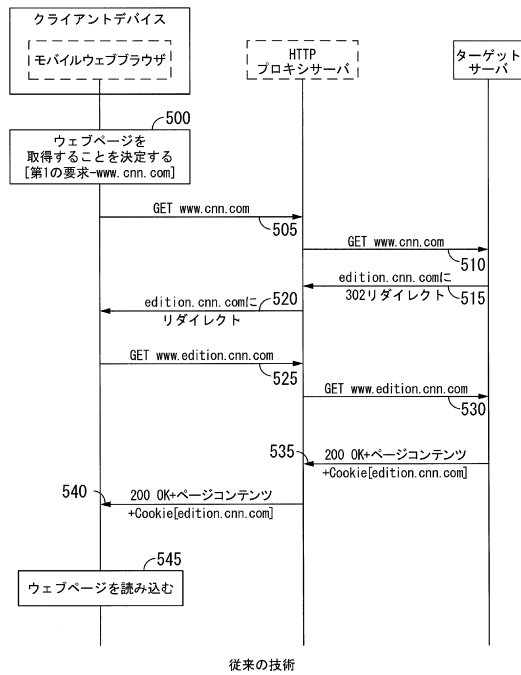 クライアントデバイス
モバイルウェブブラウザ
HTTP
プロキシサーバ
ターゲット
サーバ
500
ウェブページを
取得することを決定する
[第1の要求-www.cnn.com]
GET www.cnn.com
505
GET www.cnn.com
510
edition.cnn.comに
302リダイレクト
515
edition.cnn.comに
520
リダイレクト
GET www.edition.cnn.com
525
GET www.edition.cnn.com
530
535
200 OK+ページコンテンツ
+Cookie[edition.cnn.com]
540
200 OK+ページコンテンツ
+Cookie[edition.cnn.com]
545
ウェブページを読み込む
従来の技術